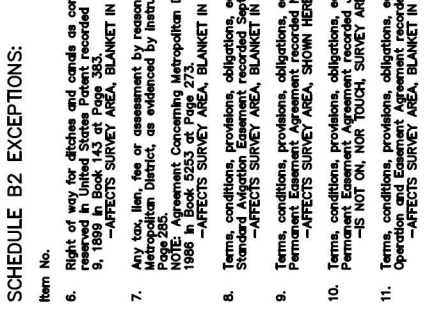 SCHEDULE B2 EXCEPTIONS:
Item No.
6. Right of way for ditches and canals as con
reserved in United States Patent recorded
9, 1899 in Book 143 at Page 383.
-AFFECTS SURVEY AREA, BLANKET IN
7. Any tax, lien, fee or assessment by reason
Metropolitan District, as evidenced by instru
Page 285.
NOTE: Agreement Concerning Metropolitan D
1986 in Book 5253 at Page 273.
-AFFECTS SURVEY AREA, BLANKET IN
8. Terms, conditions, provisions, obligations, ea
Standard Avigation Easement recorded Sept
-AFFECTS SURVEY AREA, BLANKET IN
9. Terms, conditions, provisions, obligations, ea
Permanent Easement Agreement recorded N
-AFFECTS SURVEY AREA, SHOWN HERE
10. Terms, conditions, provisions, obligations, ea
Permanent Easement Agreement recorded
-IS NOT ON, NOR TOUCH, SURVEY ARE
11. Terms, conditions, provisions, obligations, ea
Operation and Easement Agreement recorde
-AFFECTS SURVEY AREA, BLANKET IN